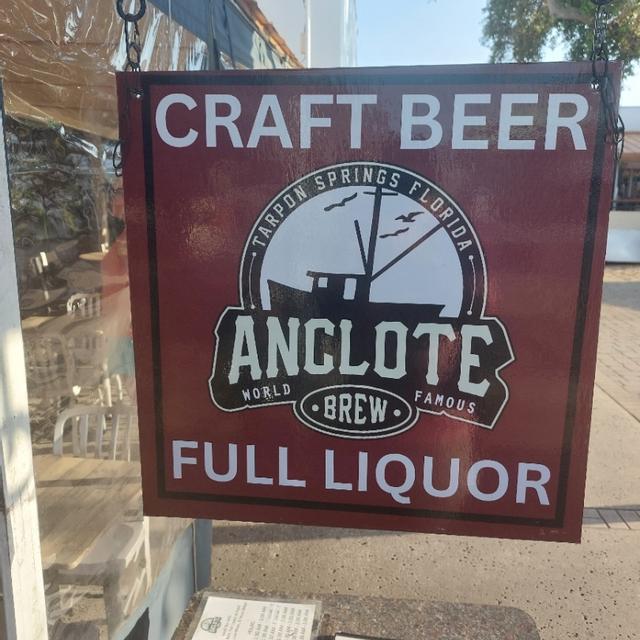 CRAFT BEER
TARPON SPRINGS FLORIDA
ANCLOTE
WORLD FAMOUS
BREW
FULL LIQUOR